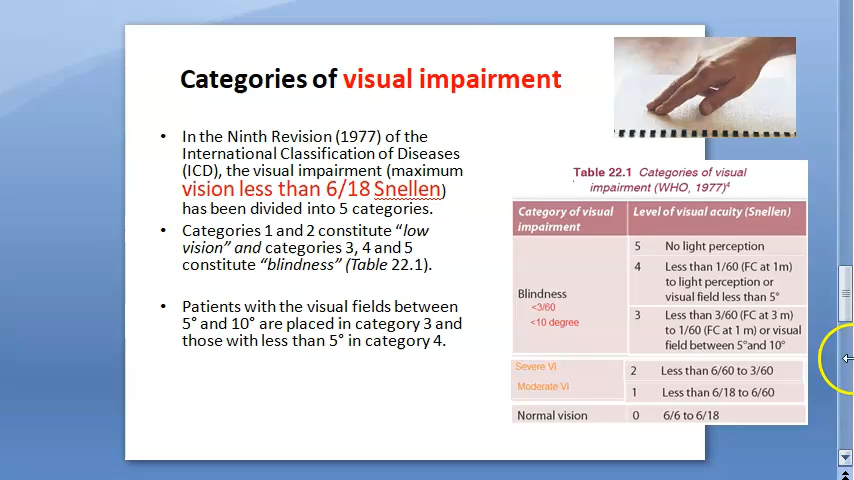 Categories of visual impairment
• In the Ninth Revision (1977) of the
International Classification of Diseases
(ICD), the visual impairment (maximum
vision less than 6/18 Snellen)
has been divided into 5 categories.
• Categories 1 and 2 constitute “low
vision” and categories 3, 4 and 5
constitute “blindness” (Table 22.1).
• Patients with the visual fields between
5° and 10° are placed in category 3 and
those with less than 5° in category 4.
Table 22.1 Categories of visual
impairment (WHO, 1977)4
Category of visual
impairment
Level of visual acuity (Snellen)
5 No light perception
4 Less than 1/60 (FC at 1m)
to light perception or
visual field less than 5°
Blindness
<3/60
<10 degree
3 Less than 3/60 (FC at 3 m)
to 1/60 (FC at 1 m) or visual
field between 5°and 10°
Severe VI 2 Less than 6/60 to 3/60
Moderate VI 1 Less than 6/18 to 6/60
Normal vision 0 6/6 to 6/18